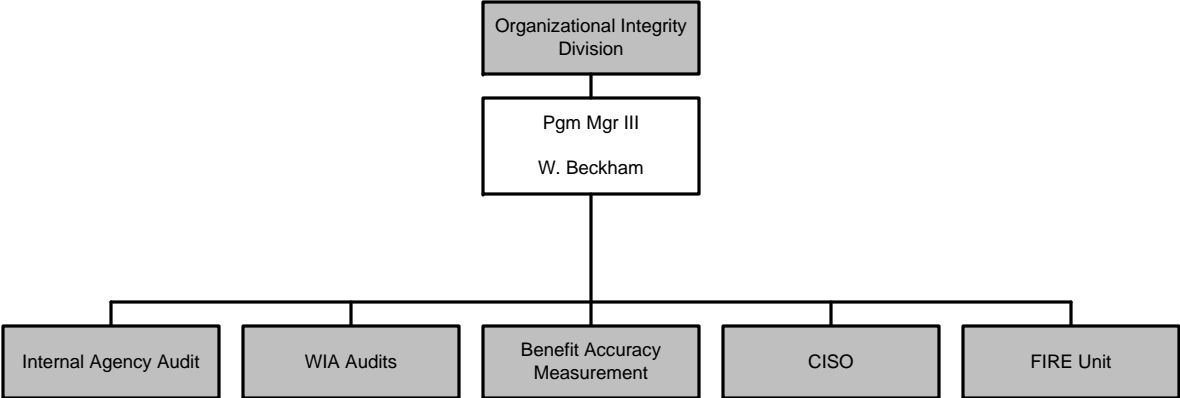 Organizational Integrity
Division
Pgm Mgr III
W. Beckham
Internal Agency Audit
WIA Audits
Benefit Accuracy
Measurement
CISO
FIRE Unit